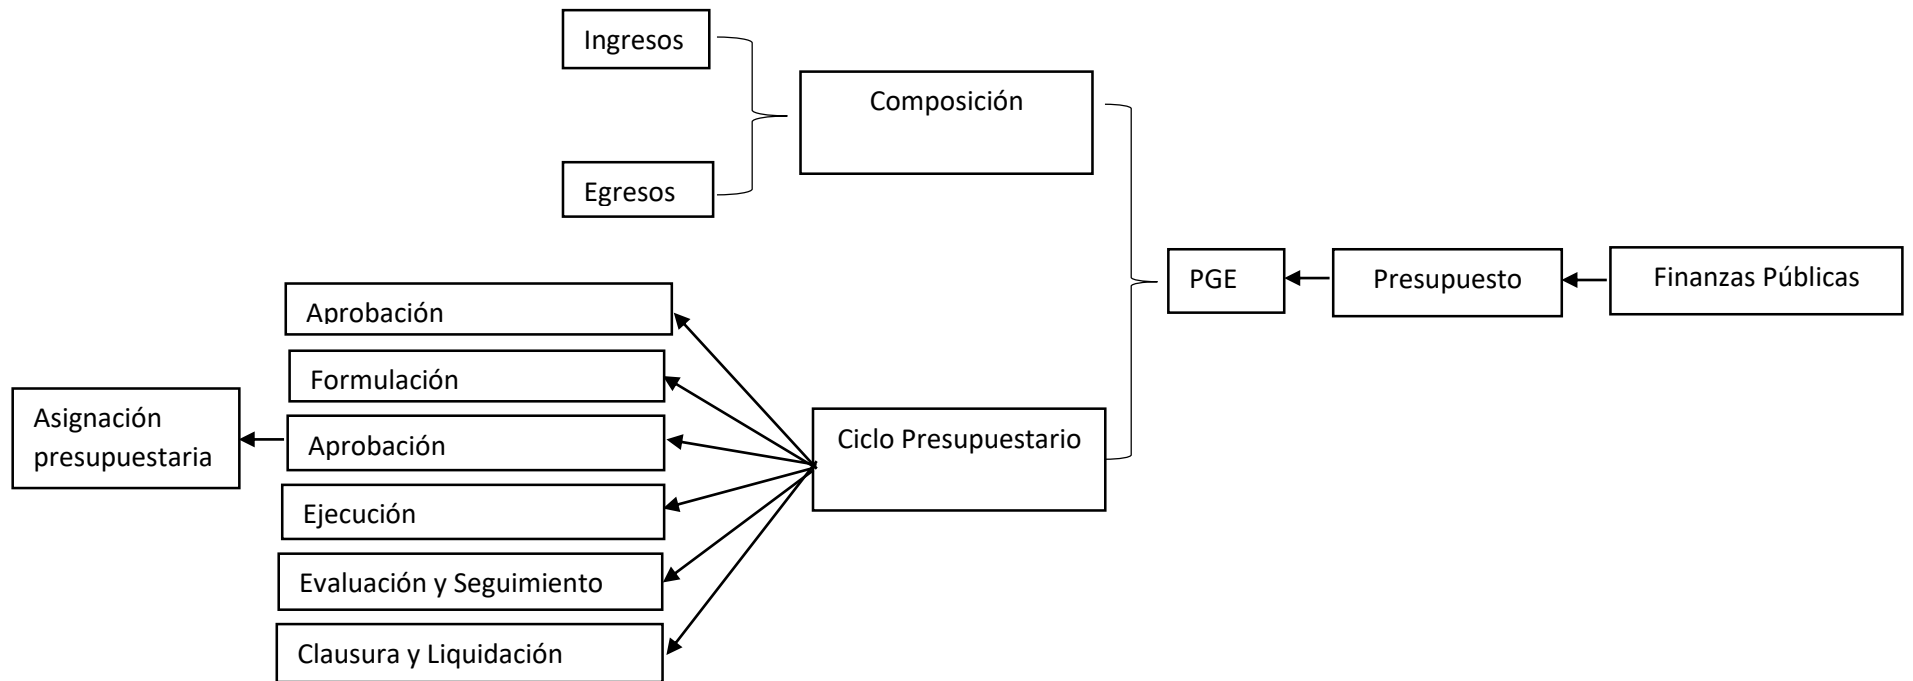 Ingresos
Composición
Egresos
PGE
Presupuesto
Finanzas Públicas
Aprobación
Formulación
Asignación
presupuestaria
Aprobación
Ciclo Presupuestario
Ejecución
Evaluación y Seguimiento
Clausura y Liquidación